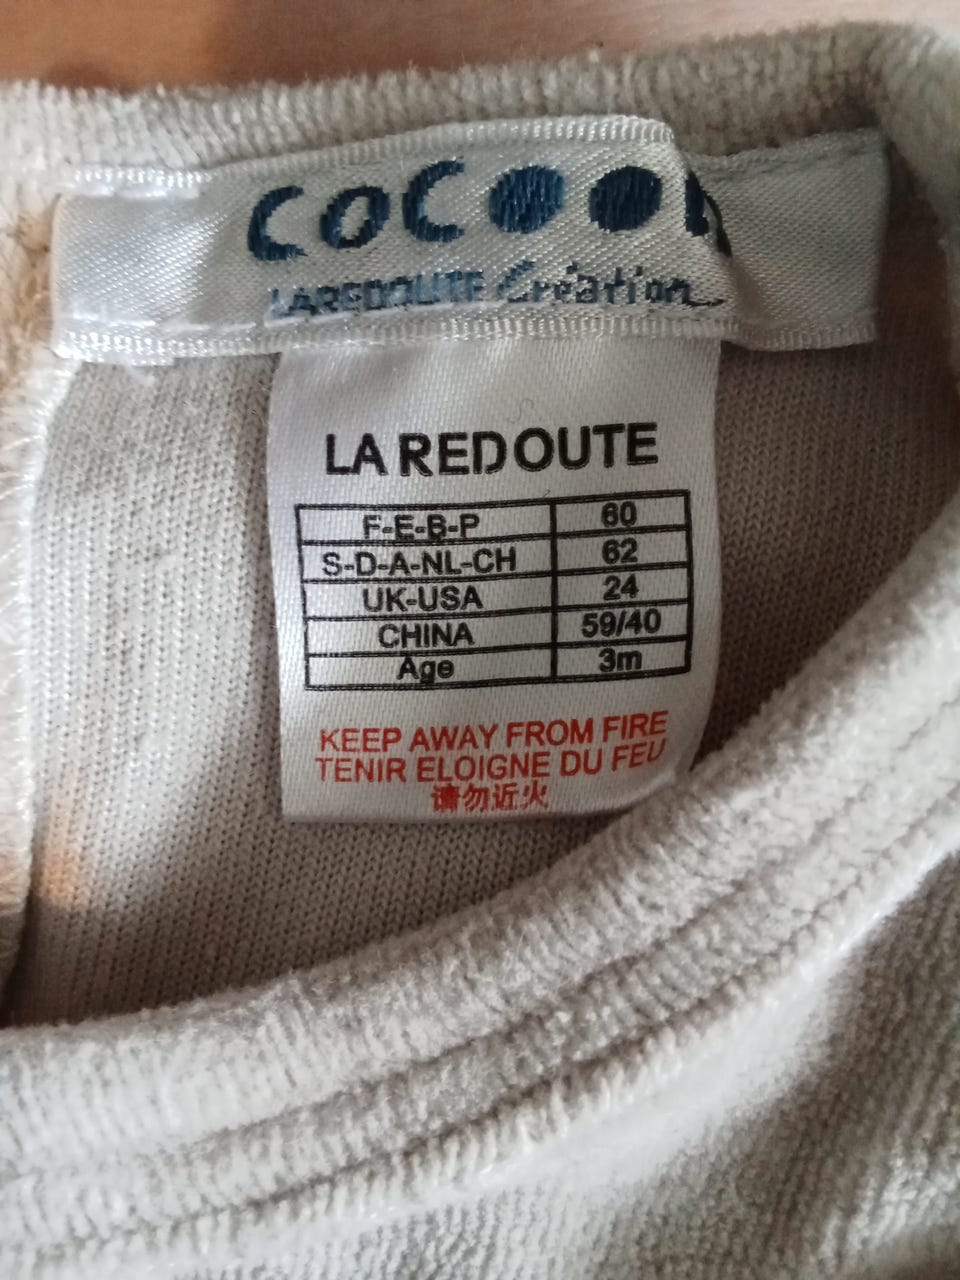 COCOON
LAREDOUTE Création
LA REDOUTE
F-E-B-P 60
S-D-A-NL-CH 62
UK-USA 24
CHINA 59/40
Age 3m
KEEP AWAY FROM FIRE
TENIR ELOIGNE DU FEU
请勿近火